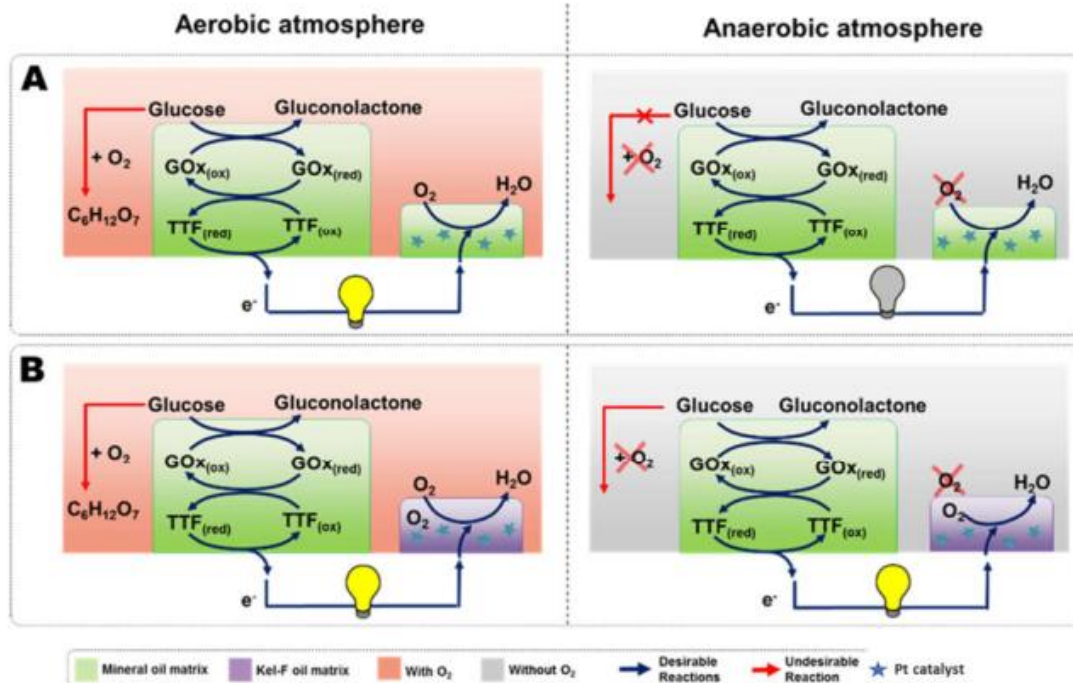 Aerobic atmosphere
Anaerobic atmosphere
A
Glucose
Gluconolactone
+ O₂
GOx(ox)
GOx(red)
O₂
H₂O
C₆H₁₂O₇
TTF(red)
TTF(ox)
e⁻
Glucose
Gluconolactone
+ O₂
GOx(ox)
GOx(red)
O₂
H₂O
TTF(red)
TTF(ox)
e⁻
B
Glucose
Gluconolactone
+ O₂
GOx(ox)
GOx(red)
O₂
H₂O
O₂
C₆H₁₂O₇
TTF(red)
TTF(ox)
e⁻
Glucose
Gluconolactone
+ O₂
GOx(ox)
GOx(red)
O₂
H₂O
O₂
TTF(red)
TTF(ox)
e⁻
Mineral oil matrix
Kel-F oil matrix
With O₂
Without O₂
Desirable
Reactions
Undesirable
Reaction
Pt catalyst